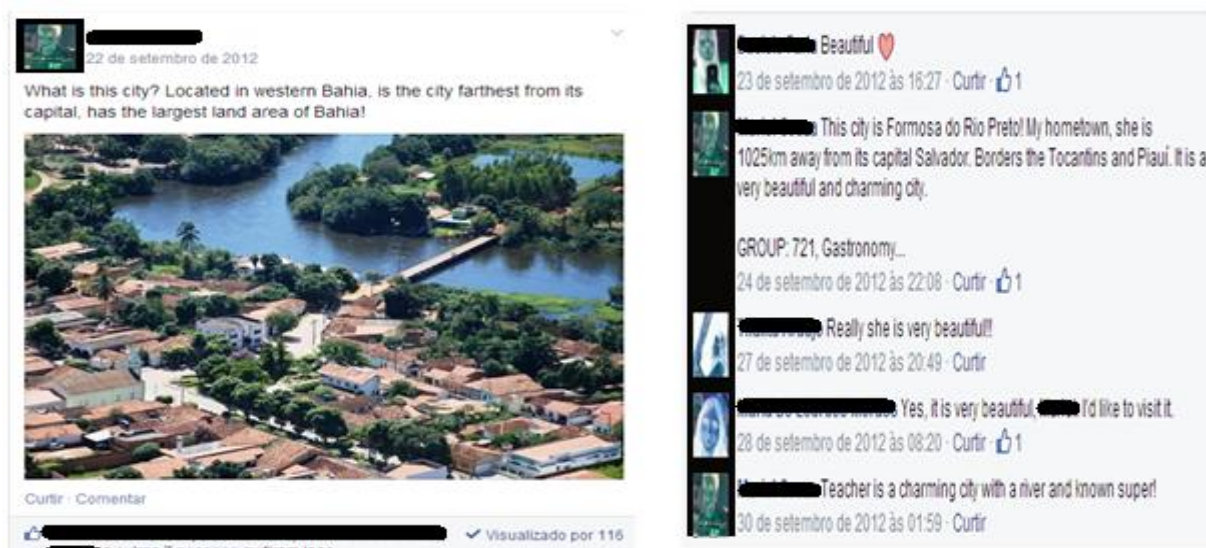 22 de setembro de 2012
What is this city? Located in western Bahia, is the city farthest from its
capital, has the largest land area of Bahia!
Curtir · Comentar
Visualizado por 116
Beautiful
23 de setembro de 2012 às 16:27 · Curtir · 1
This city is Formosa do Rio Preto! My hometown, she is
1025km away from its capital Salvador. Borders the Tocantins and Piauí. It is a
very beautiful and charming city.
GROUP: 721, Gastronomy...
24 de setembro de 2012 às 22:08 · Curtir · 1
Really she is very beautiful!!
27 de setembro de 2012 às 20:49 · Curtir
Yes, it is very beautiful, I'd like to visit it.
28 de setembro de 2012 às 08:20 · Curtir · 1
Teacher is a charming city with a river and known super!
30 de setembro de 2012 às 01:59 · Curtir